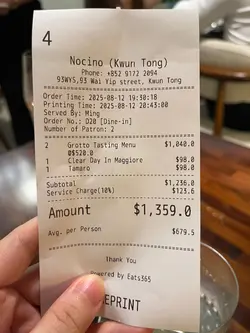 4
Nocino (Kwun Tong)
Phone: +852 9172 2094
93WY5,93 Wai Yip street, Kwun Tong
Order Time: 2025-08-12 19:30:18
Printing Time: 2025-08-12 20:43:00
Served By: Ming
Order No.: D20 [Dine-in]
Number of Patron: 2
2 Grotto Tasting Menu $1,040.0
@$520.0
1 Clear Day In Maggiore $98.0
1 Tamaro $98.0
Subtotal $1,236.0
Service Charge(10%) $123.6
Amount $1,359.0
Avg. per Person $679.5
Thank You
Powered by Eats365
EPRINT